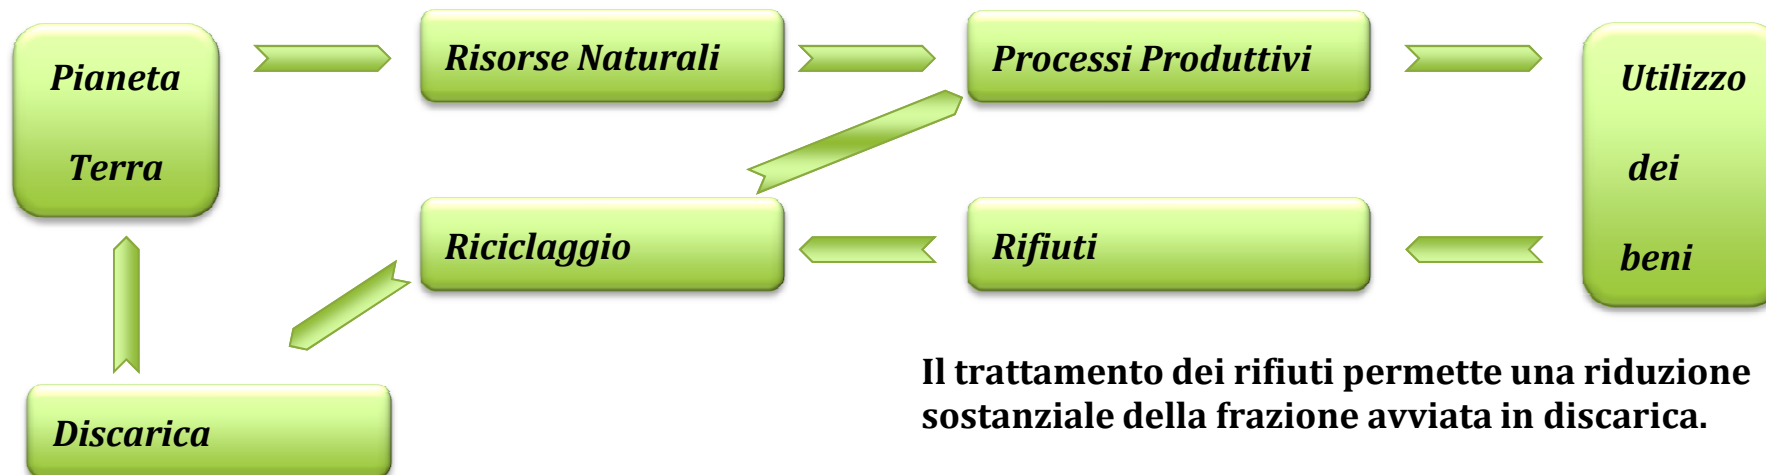 Pianeta
Terra
Risorse Naturali
Processi Produttivi
Utilizzo
dei
beni
Riciclaggio
Rifiuti
Discarica
Il trattamento dei rifiuti permette una riduzione
sostanziale della frazione avviata in discarica.